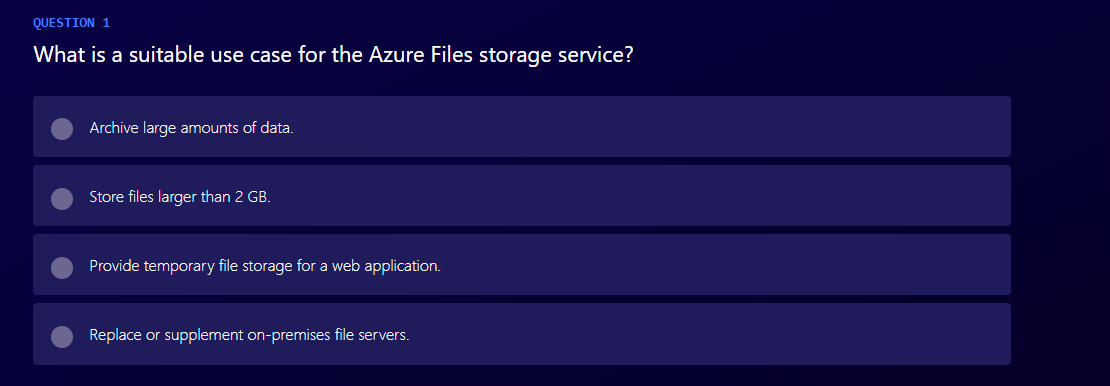 QUESTION 1
What is a suitable use case for the Azure Files storage service?
Archive large amounts of data.
Store files larger than 2 GB.
Provide temporary file storage for a web application.
Replace or supplement on-premises file servers.